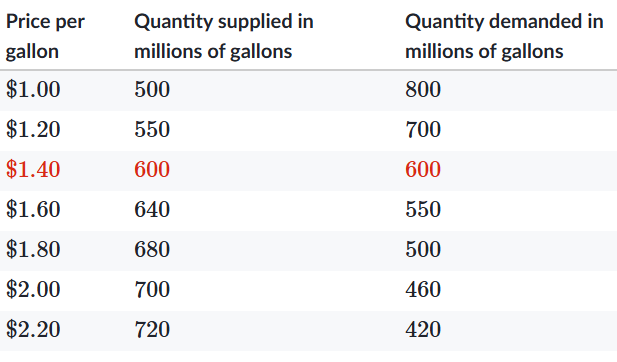 Price per Quantity supplied in Quantity demanded in
gallon millions of gallons millions of gallons
$1.00 500 800
$1.20 550 700
$1.40 600 600
$1.60 640 550
$1.80 680 500
$2.00 700 460
$2.20 720 420